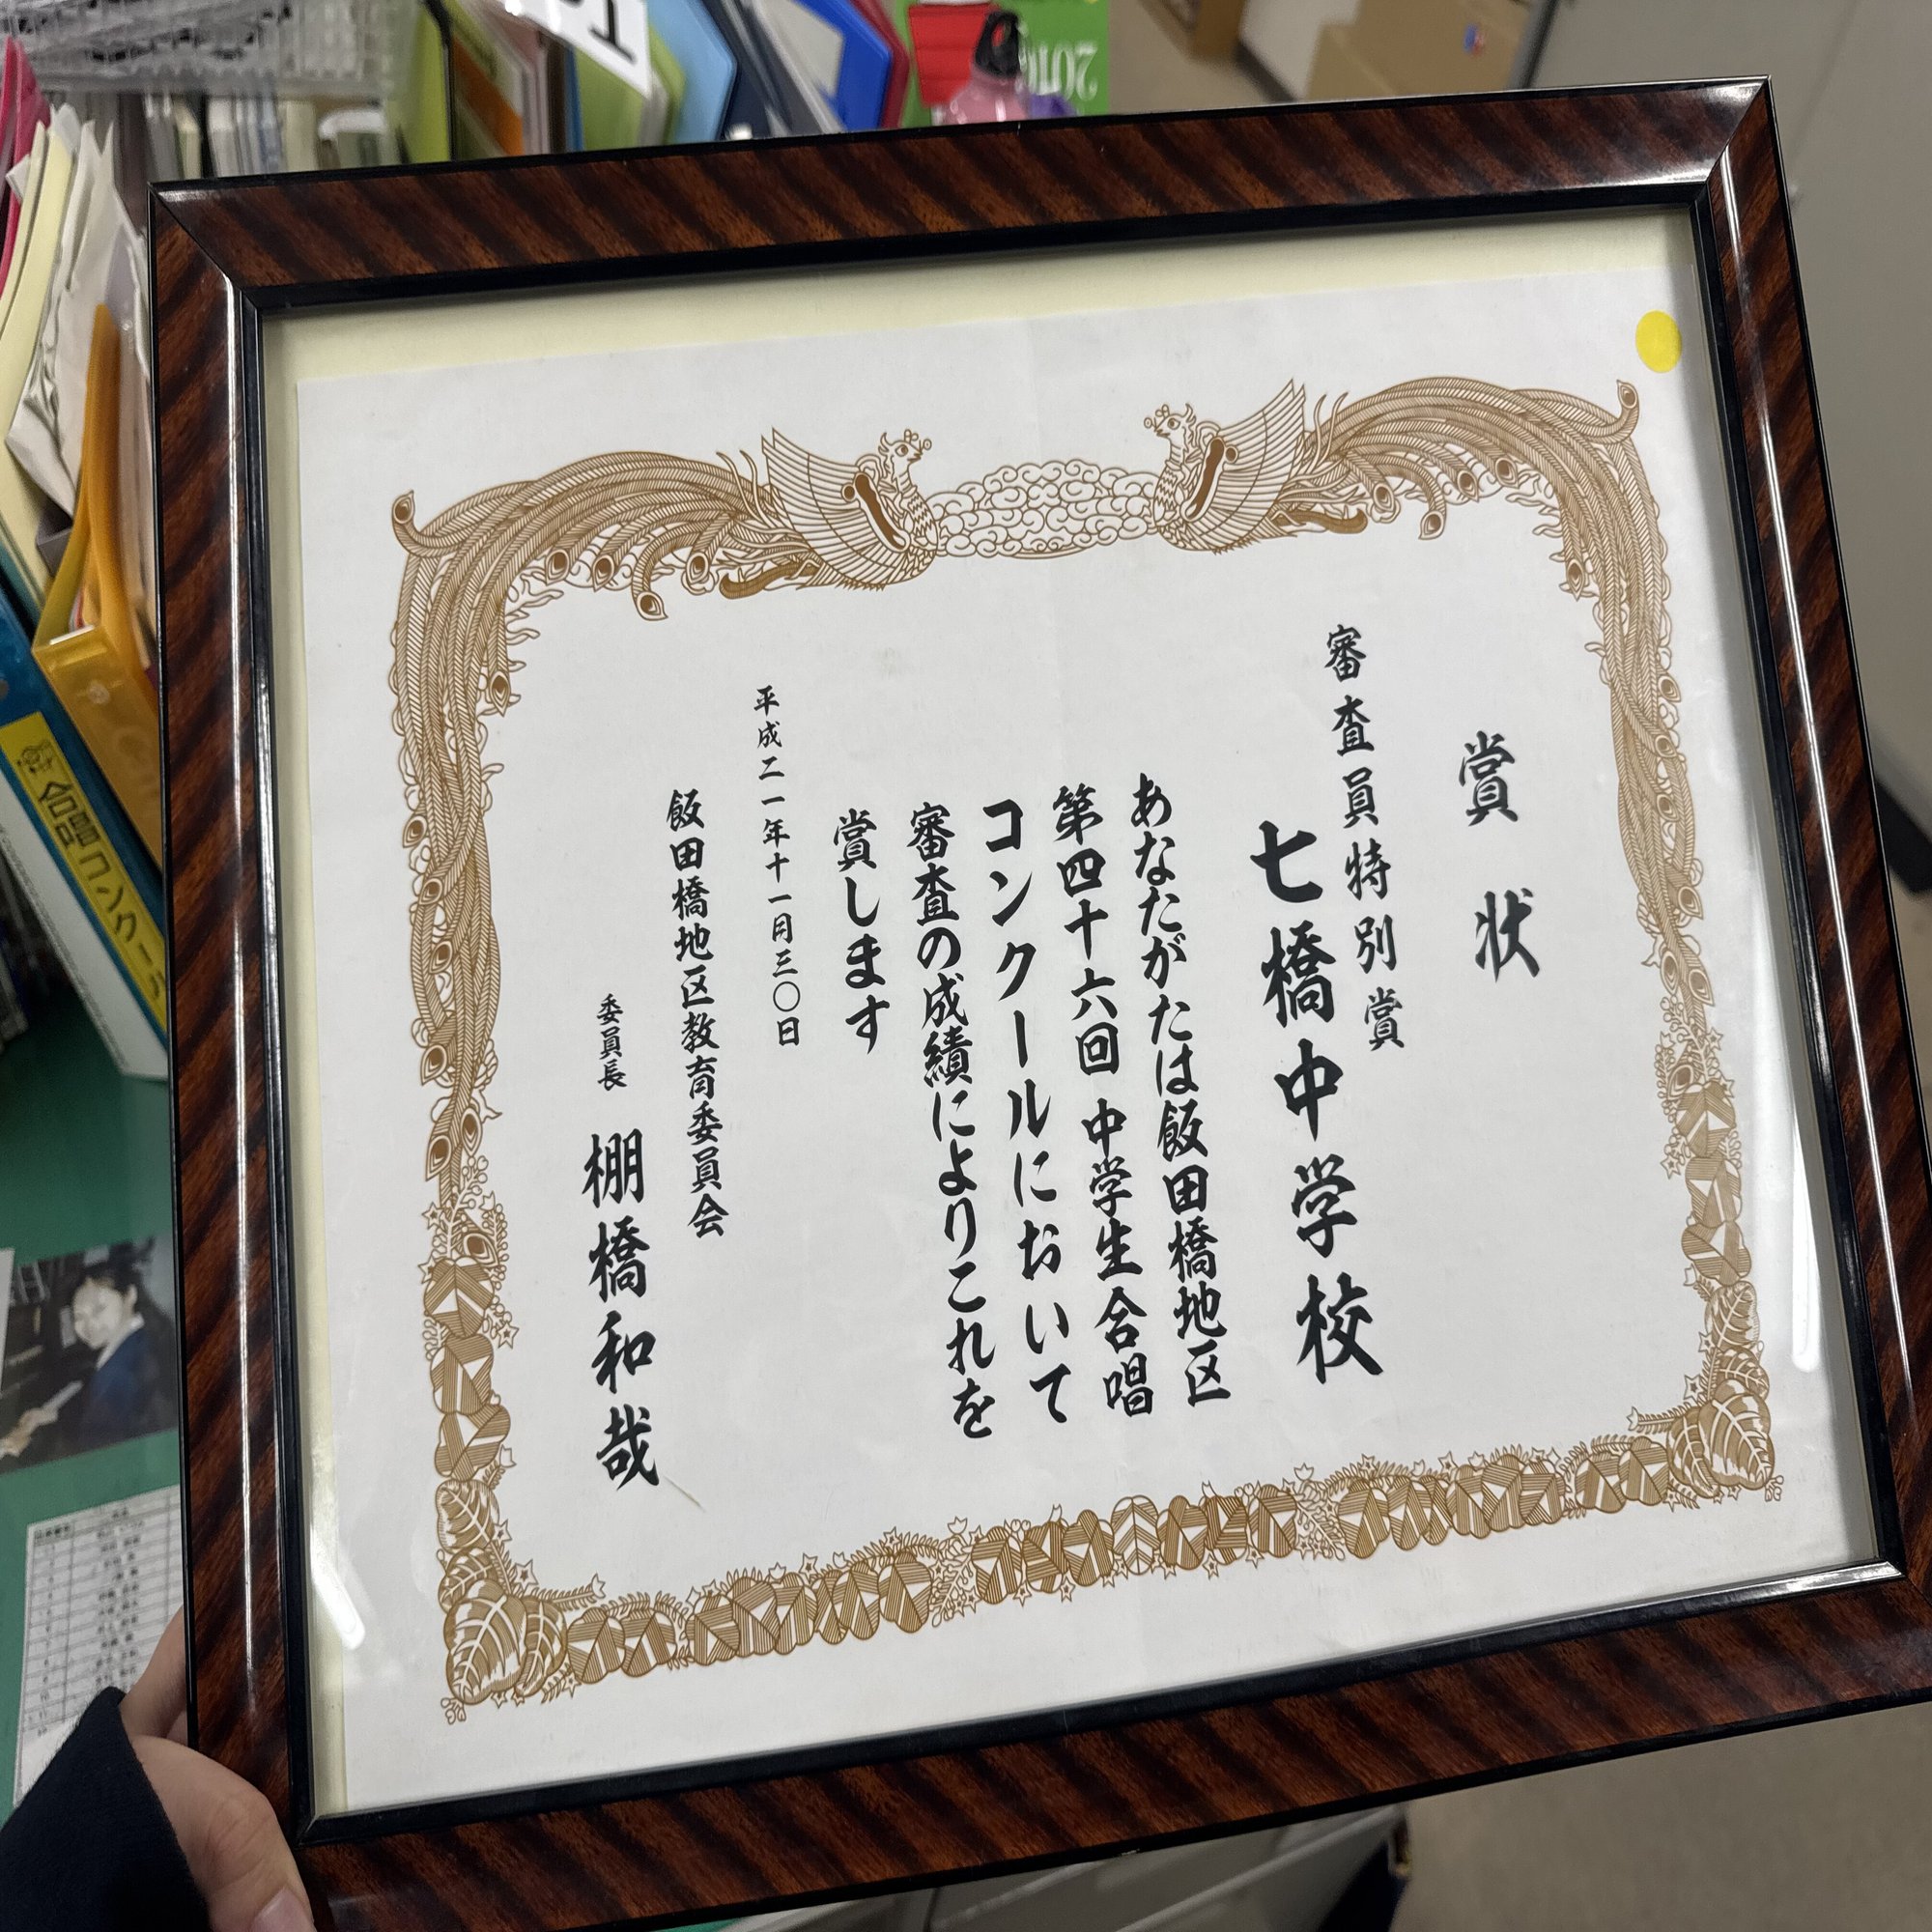 賞状
審査員特別賞
七橋中学校
あなたがたは飯田橋地区
第四十六回 中学生合唱
コンクールにおいて
審査の成績によりこれを
賞します
平成二一年十一月三〇日
飯田橋地区教育委員会
委員長 棚橋和哉
合唱コンクール
2016